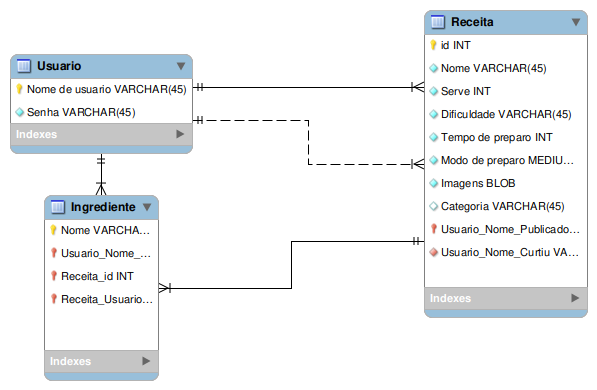 Usuario
Nome de usuario VARCHAR(45)
Senha VARCHAR(45)
Indexes
Receita
id INT
Nome VARCHAR(45)
Serve INT
Dificuldade VARCHAR(45)
Tempo de preparo INT
Modo de preparo MEDIU...
Imagens BLOB
Categoria VARCHAR(45)
Usuario_Nome_Publicado...
Usuario_Nome_Curtiu VA...
Indexes
Ingrediente
Nome VARCHA...
Usuario_Nome_...
Receita_id INT
Receita_Usuario...
Indexes